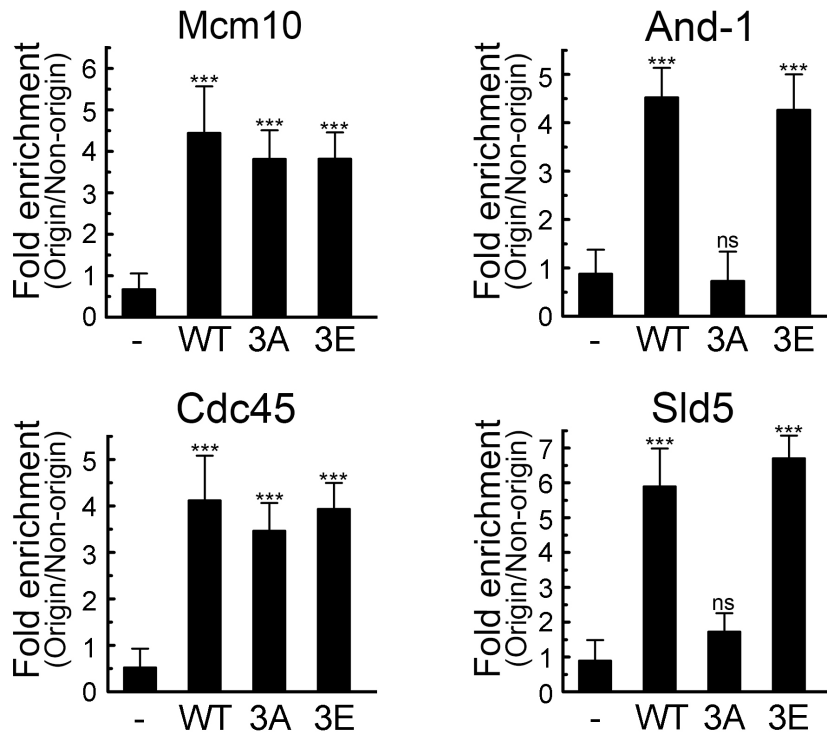 Mcm10
Fold enrichment
(Origin/Non-origin)
6
5
4
3
2
1
0
***
***
***
- WT 3A 3E
And-1
Fold enrichment
(Origin/Non-origin)
5
4
3
2
1
0
***
ns
***
- WT 3A 3E
Cdc45
Fold enrichment
(Origin/Non-origin)
5
4
3
2
1
0
***
***
***
- WT 3A 3E
Sld5
Fold enrichment
(Origin/Non-origin)
7
6
5
4
3
2
1
0
***
ns
***
- WT 3A 3E